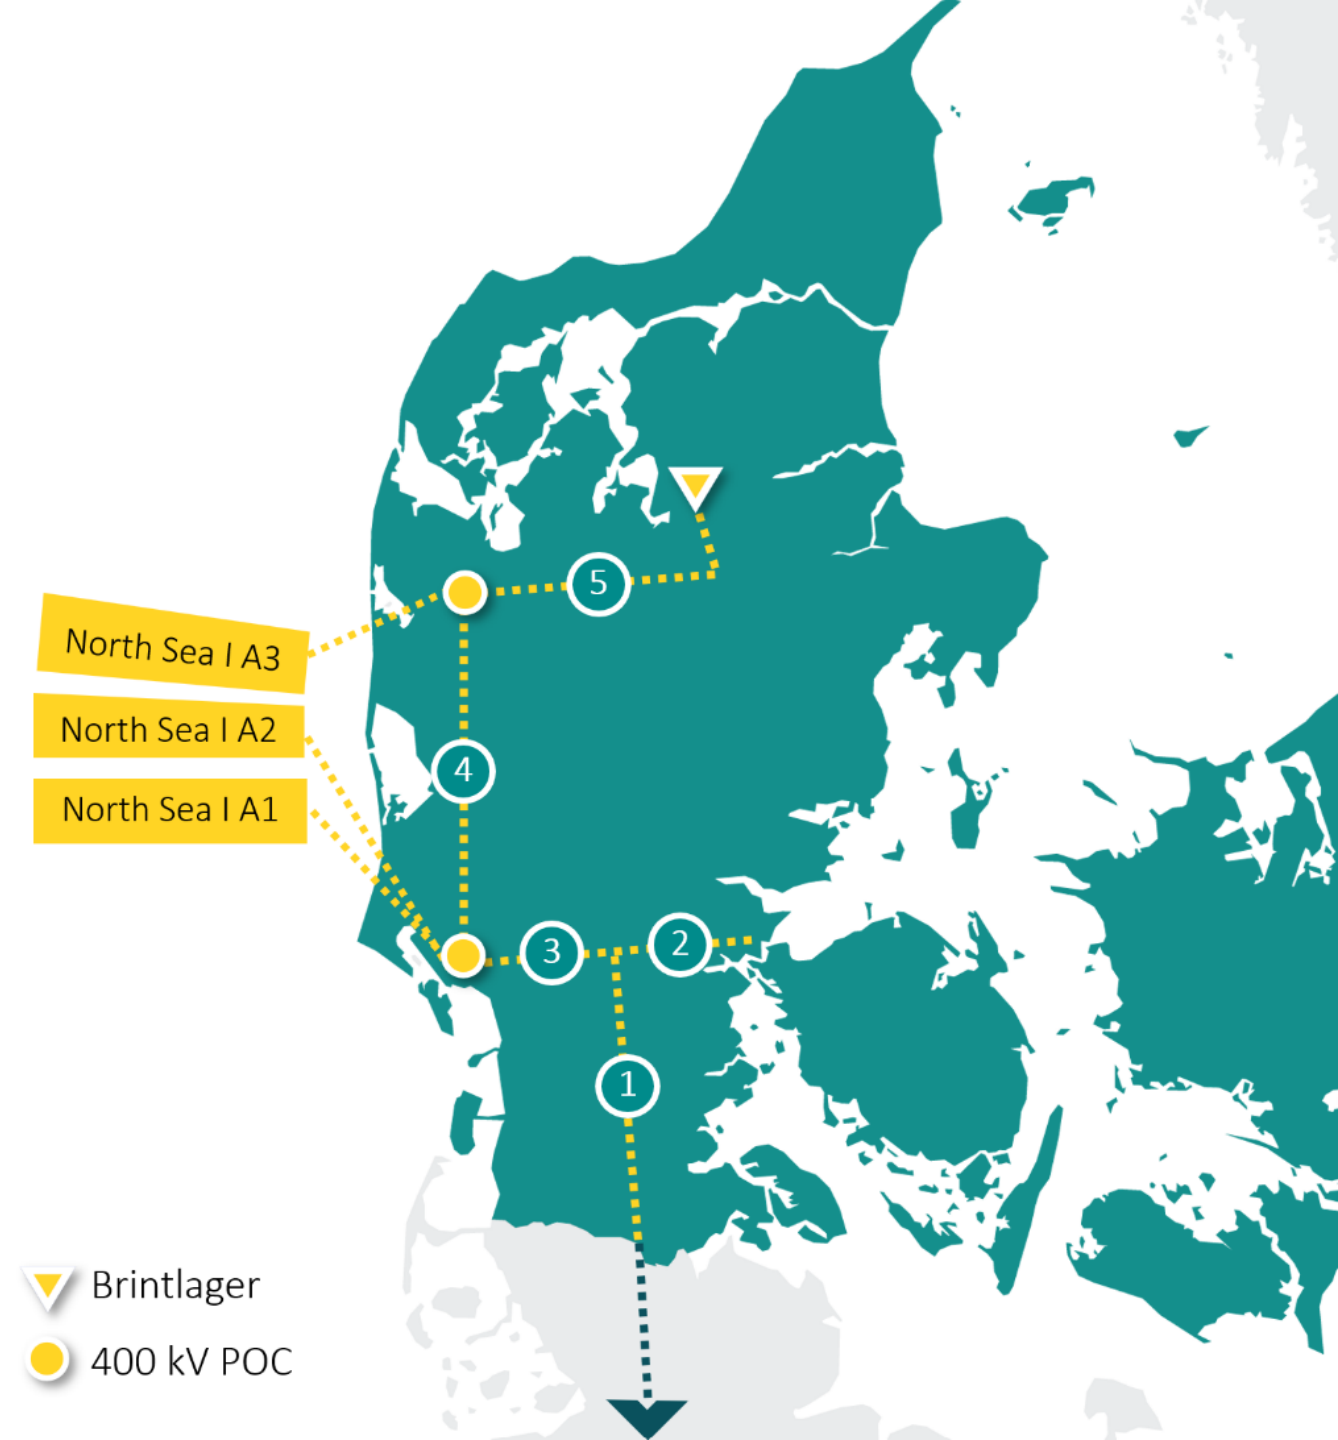 5
North Sea I A3
North Sea I A2
4
North Sea I A1
3
2
1
Brintlager
400 kV POC